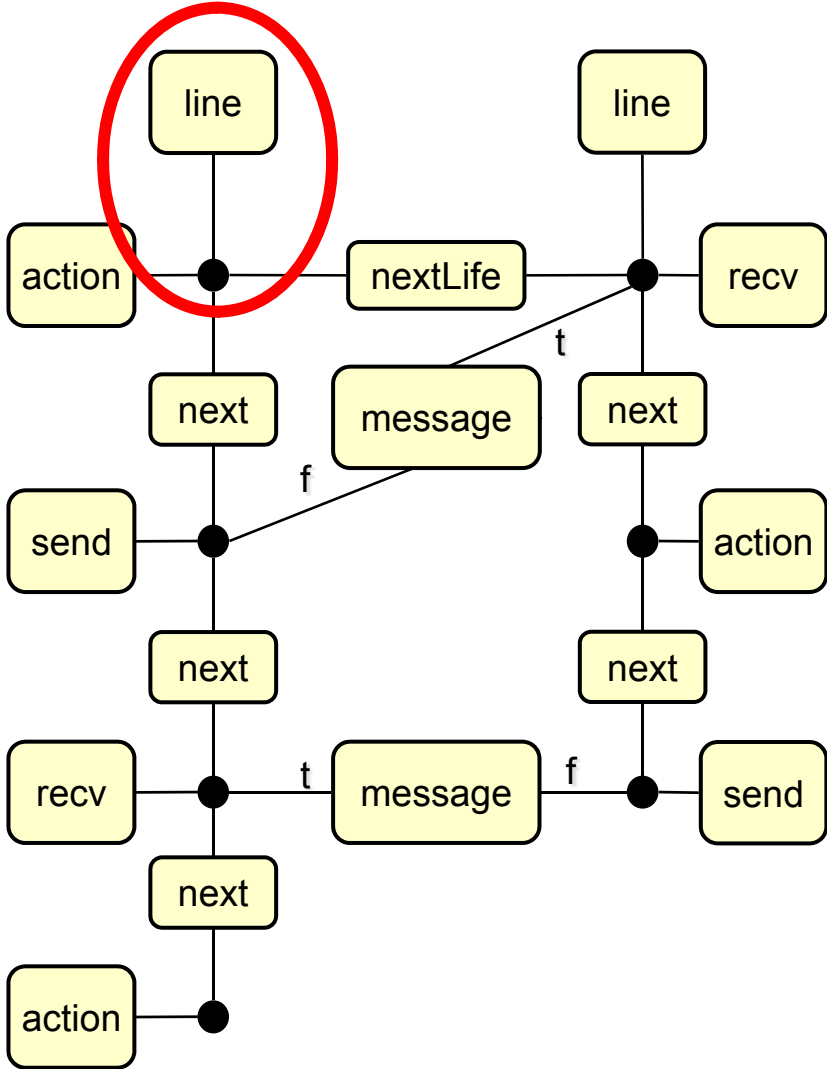 line
line
action
nextLife
recv
t
next
message
next
f
send
action
next
next
recv
t
message
f
send
next
action